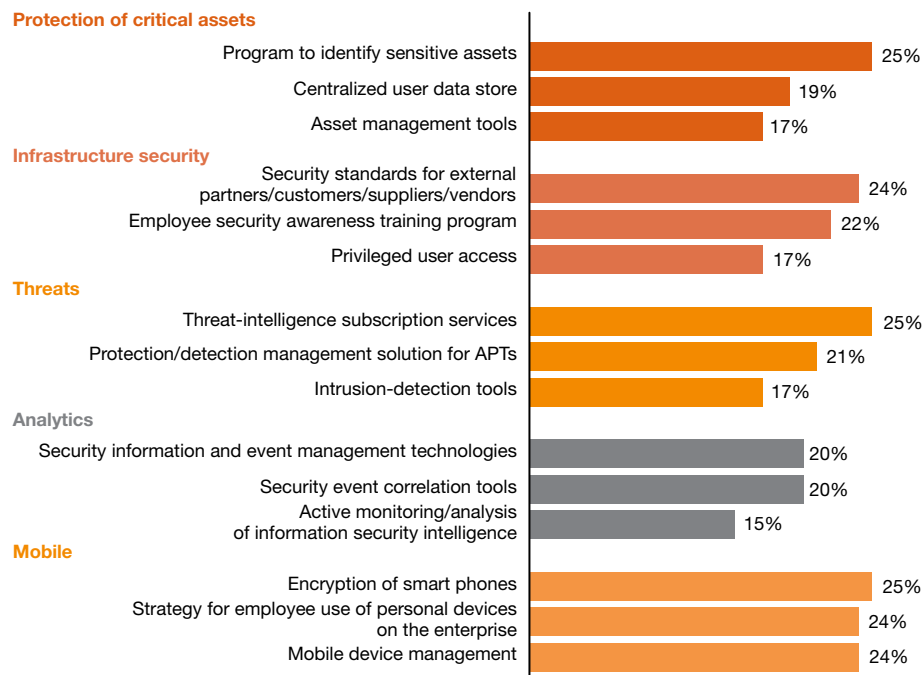 Protection of critical assets
Program to identify sensitive assets 25%
Centralized user data store 19%
Asset management tools 17%
Infrastructure security
Security standards for external
partners/customers/suppliers/vendors 24%
Employee security awareness training program 22%
Privileged user access 17%
Threats
Threat-intelligence subscription services 25%
Protection/detection management solution for APTs 21%
Intrusion-detection tools 17%
Analytics
Security information and event management technologies 20%
Security event correlation tools 20%
Active monitoring/analysis
of information security intelligence 15%
Mobile
Encryption of smart phones 25%
Strategy for employee use of personal devices
on the enterprise 24%
Mobile device management 24%